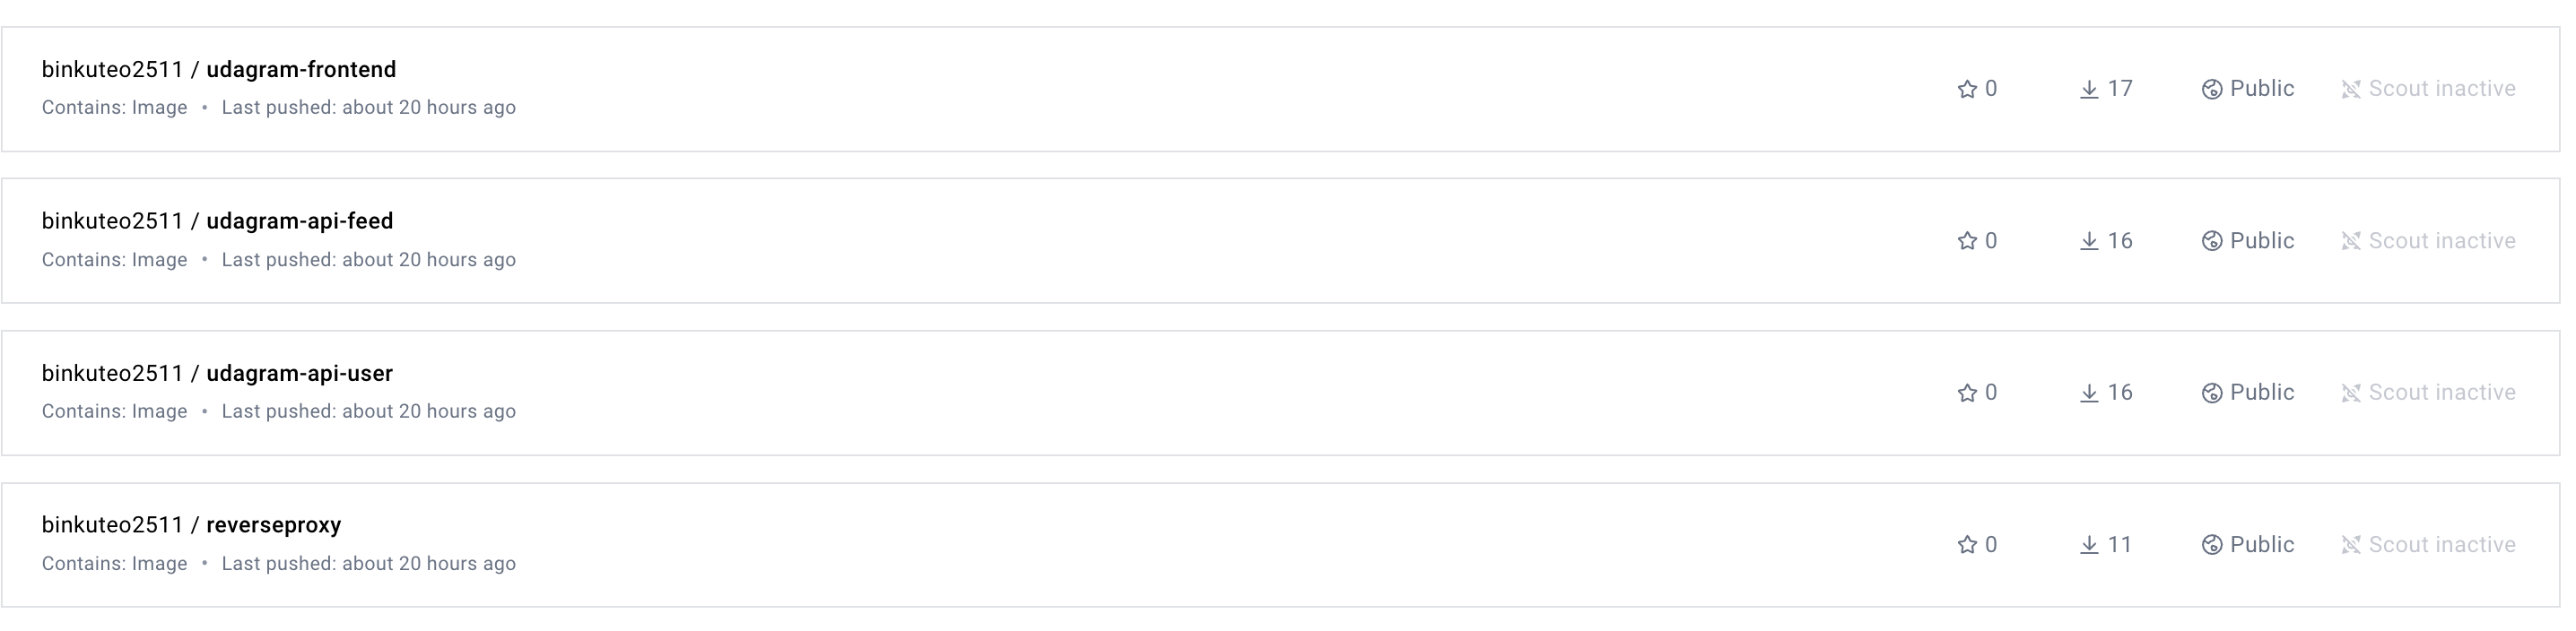 binkuteo2511 / udagram-frontend
Contains: Image • Last pushed: about 20 hours ago
0 17 Public Scout inactive
binkuteo2511 / udagram-api-feed
Contains: Image • Last pushed: about 20 hours ago
0 16 Public Scout inactive
binkuteo2511 / udagram-api-user
Contains: Image • Last pushed: about 20 hours ago
0 16 Public Scout inactive
binkuteo2511 / reverseproxy
Contains: Image • Last pushed: about 20 hours ago
0 11 Public Scout inactive